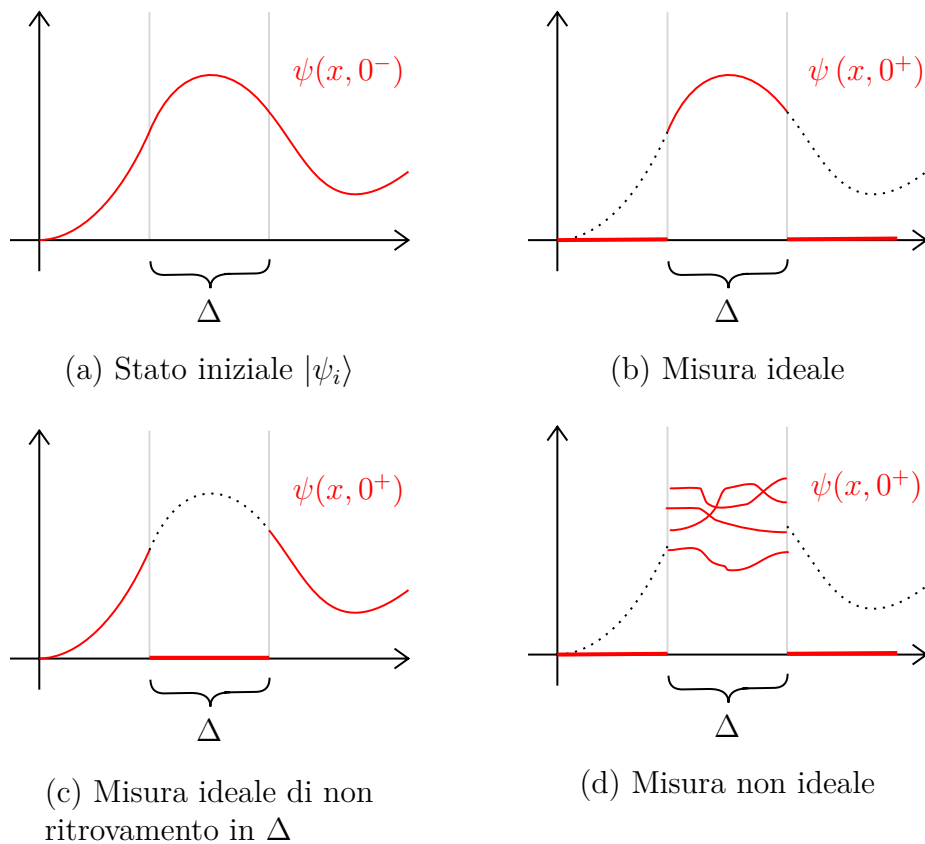 ψ(x, 0⁻)
Δ
(a) Stato iniziale |ψᵢ⟩
ψ (x, 0⁺)
Δ
(b) Misura ideale
ψ(x, 0⁺)
Δ
(c) Misura ideale di non
ritrovamento in Δ
ψ(x, 0⁺)
Δ
(d) Misura non ideale